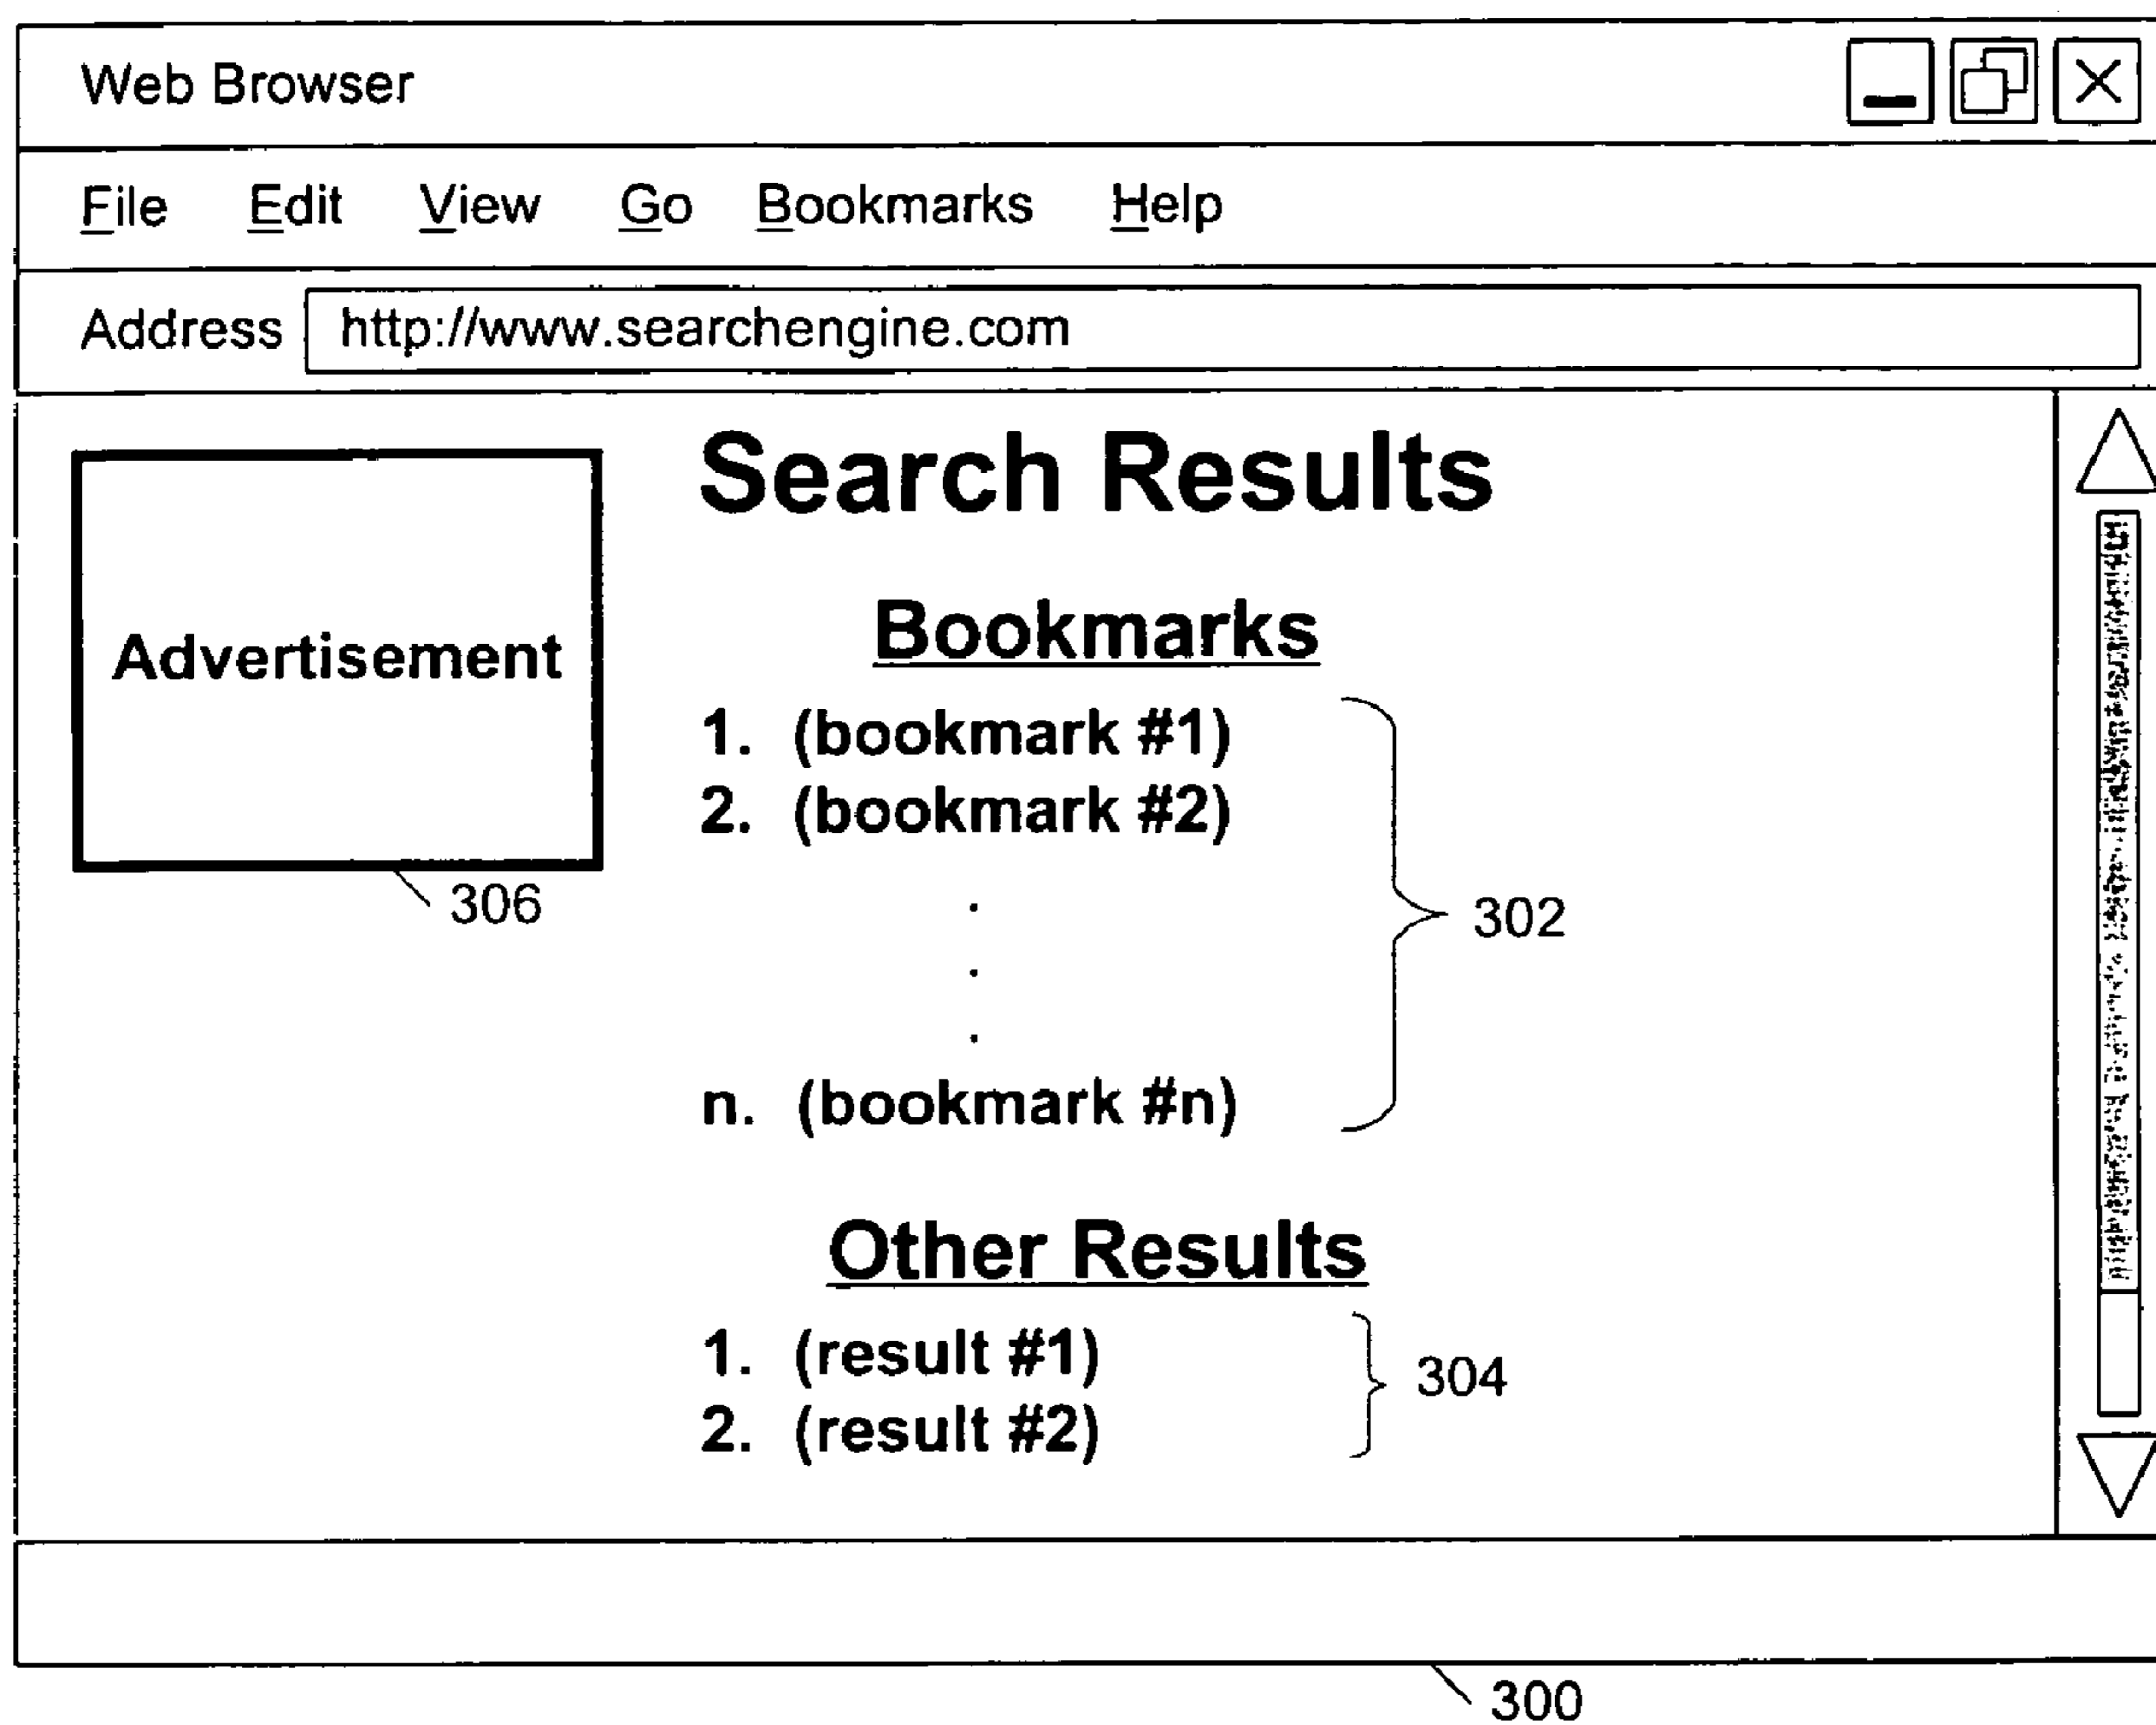 Web Browser
File Edit View Go Bookmarks Help
Address http://www.searchengine.com
Search Results
Advertisement
306
Bookmarks
1. (bookmark #1)
2. (bookmark #2)
.
.
.
n. (bookmark #n)
302
Other Results
1. (result #1)
2. (result #2)
304
300